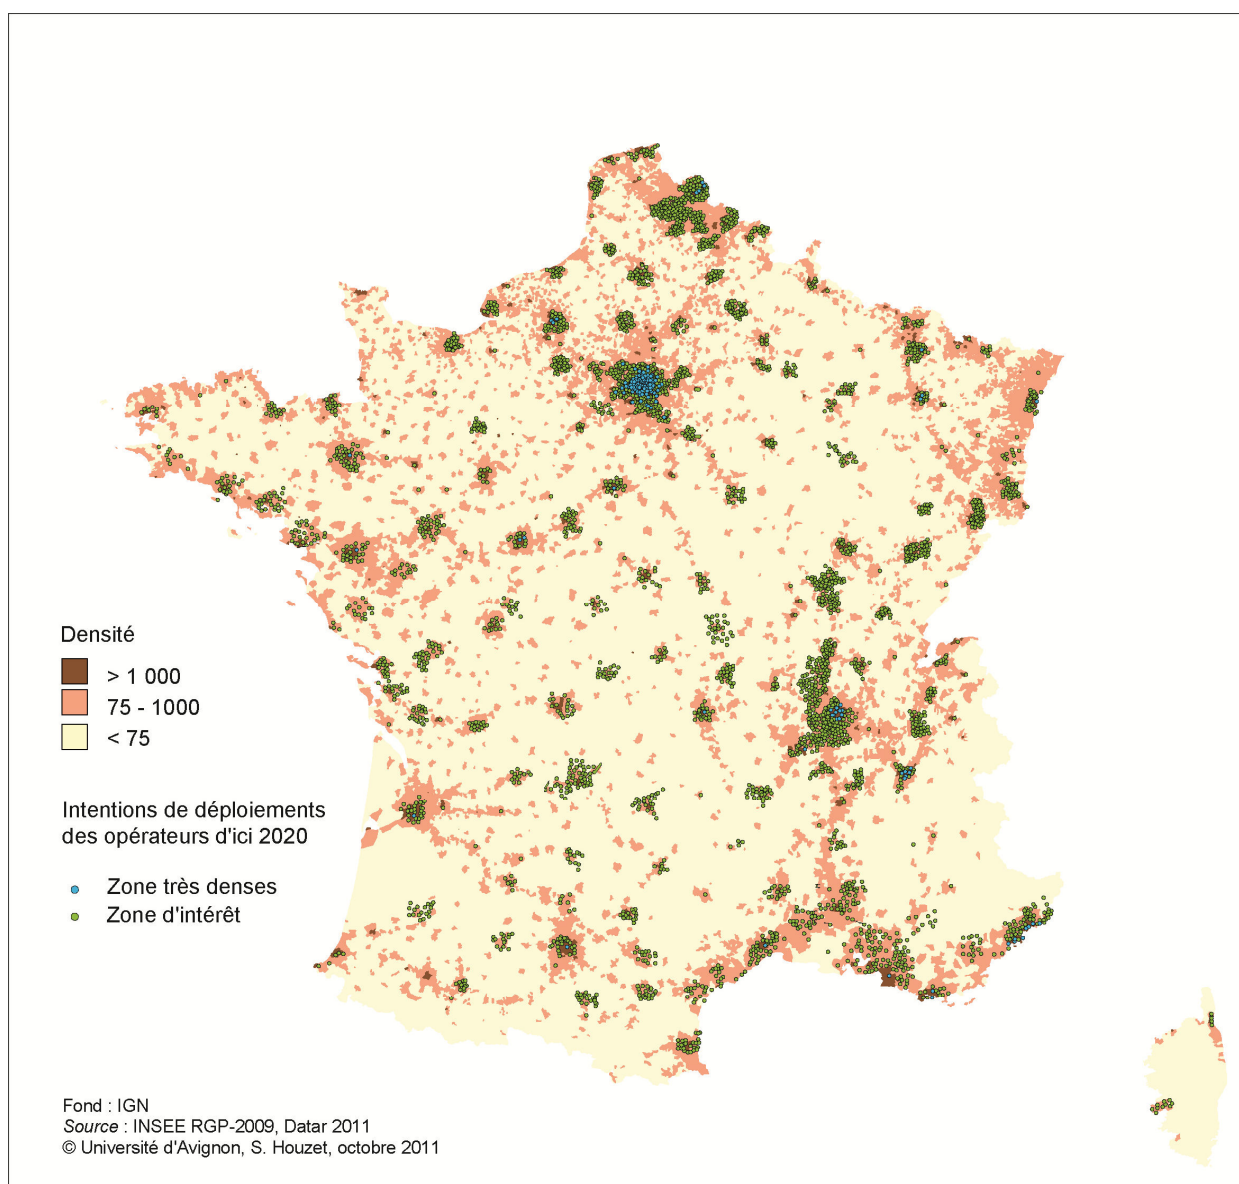 Densité
> 1 000
75 - 1000
< 75
Intentions de déploiements
des opérateurs d'ici 2020
Zone très denses
Zone d'intérêt
Fond : IGN
Source : INSEE RGP-2009, Datar 2011
© Université d'Avignon, S. Houzet, octobre 2011